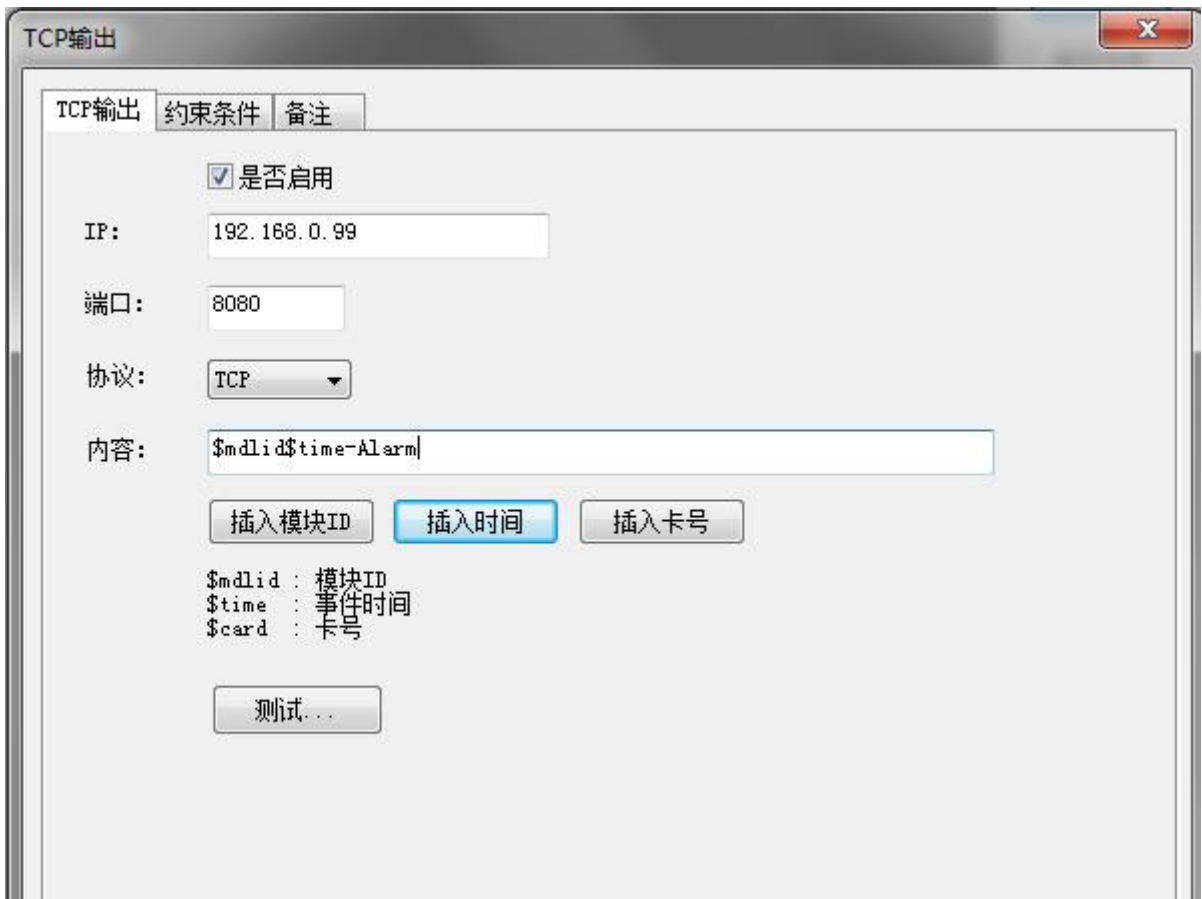 TCP输出
TCP输出 约束条件 备注
是否启用
IP: 192.168.0.99
端口: 8080
协议: TCP
内容: $mdlid$time-Alarm
插入模块ID 插入时间 插入卡号
$mdlid : 模块ID
$time : 事件时间
$card : 卡号
测试...